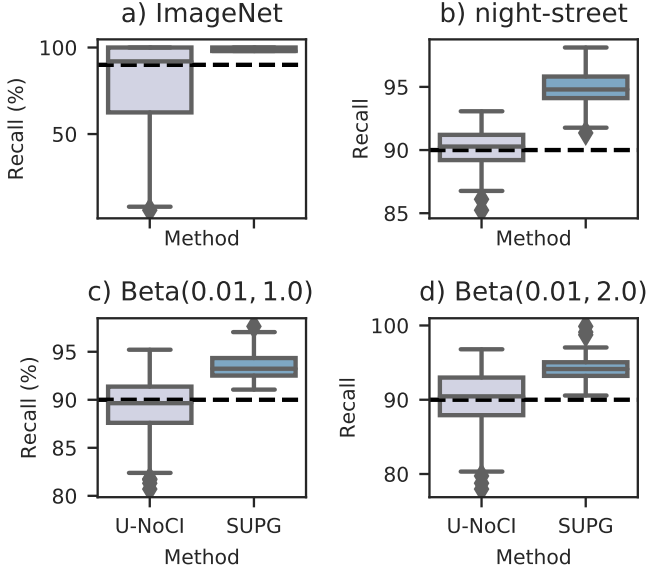 a) ImageNet
b) night-street
100
50
Recall (%)
Method
95
90
85
Recall
Method
c) Beta(0.01, 1.0)
d) Beta(0.01, 2.0)
95
90
85
80
Recall (%)
U-NoCI SUPG
Method
100
90
80
Recall
U-NoCI SUPG
Method